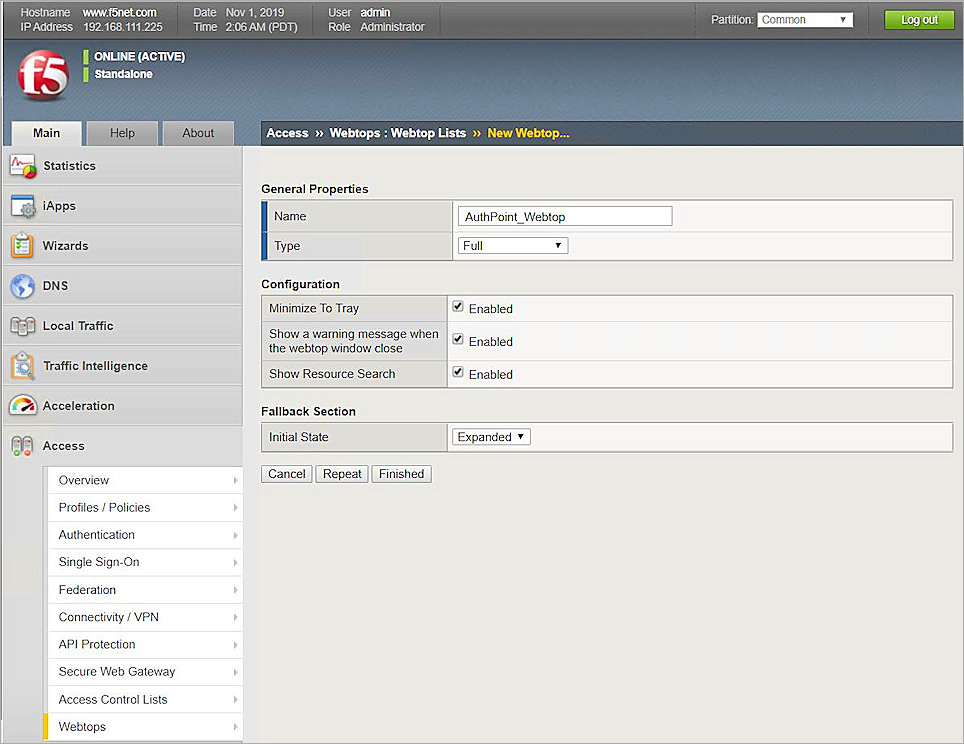 Hostname www.f5net.com Date Nov 1, 2019 User admin
IP Address 192.168.111.225 Time 2:06 AM (PDT) Role Administrator
Partition: Common
Log out
f5
ONLINE (ACTIVE)
Standalone
Main Help About
Access ›› Webtops : Webtop Lists ›› New Webtop...
Statistics
iApps
Wizards
DNS
Local Traffic
Traffic Intelligence
Acceleration
Access
Overview
Profiles / Policies
Authentication
Single Sign-On
Federation
Connectivity / VPN
API Protection
Secure Web Gateway
Access Control Lists
Webtops
General Properties
Name AuthPoint_Webtop
Type Full
Configuration
Minimize To Tray Enabled
Show a warning message when
the webtop window close Enabled
Show Resource Search Enabled
Fallback Section
Initial State Expanded
Cancel Repeat Finished